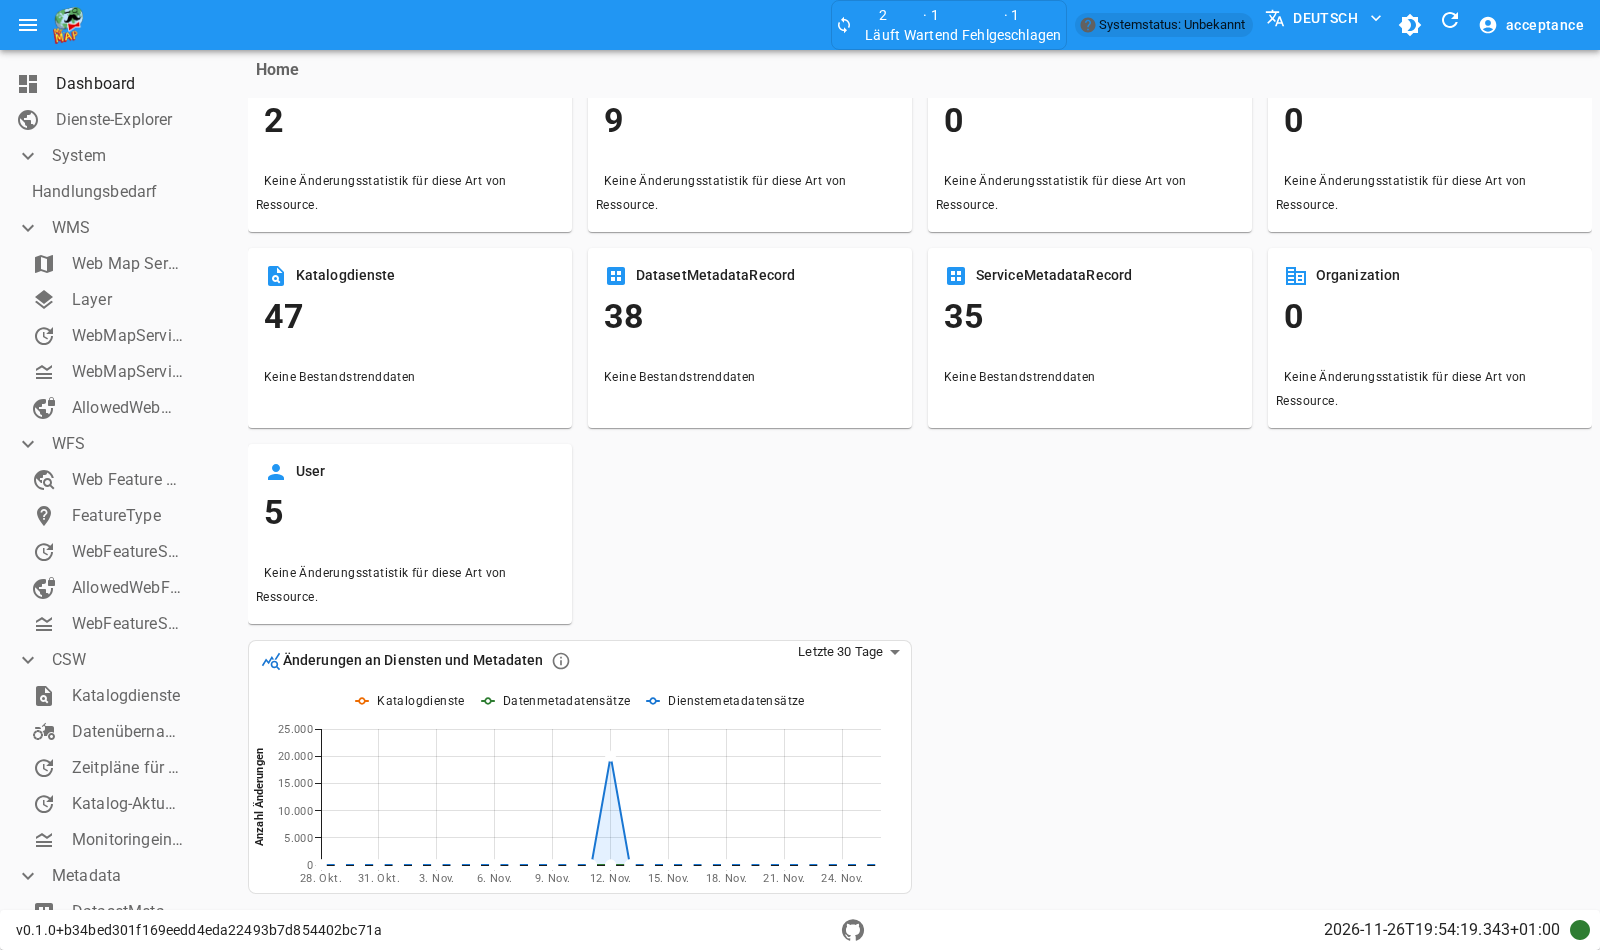 2 · 1 · 1
Läuft Wartend Fehlgeschlagen
Systemstatus: Unbekannt
DEUTSCH
acceptance
MAP
Home
Dashboard
Dienste-Explorer
System
Handlungsbedarf
WMS
Web Map Ser...
Layer
WebMapServi...
WebMapServi...
AllowedWeb...
WFS
Web Feature ...
FeatureType
WebFeatureS...
AllowedWebF...
WebFeatureS...
CSW
Katalogdienste
Datenüberna...
Zeitpläne für ...
Katalog-Aktu...
Monitoringein...
Metadata
2
Keine Änderungsstatistik für diese Art von
Ressource.
9
Keine Änderungsstatistik für diese Art von
Ressource.
0
Keine Änderungsstatistik für diese Art von
Ressource.
0
Keine Änderungsstatistik für diese Art von
Ressource.
Katalogdienste
47
Keine Bestandstrenddaten
DatasetMetadataRecord
38
Keine Bestandstrenddaten
ServiceMetadataRecord
35
Keine Bestandstrenddaten
Organization
0
Keine Änderungsstatistik für diese Art von
Ressource.
User
5
Keine Änderungsstatistik für diese Art von
Ressource.
Änderungen an Diensten und Metadaten
Letzte 30 Tage
Katalogdienste Datenmetadatensätze Dienstemetadatensätze
Anzahl Änderungen
25.000
20.000
15.000
10.000
5.000
0
28. Okt. 31. Okt. 3. Nov. 6. Nov. 9. Nov. 12. Nov. 15. Nov. 18. Nov. 21. Nov. 24. Nov.
v0.1.0+b34bed301f169eedd4eda22493b7d854402bc71a
2026-11-26T19:54:19.343+01:00